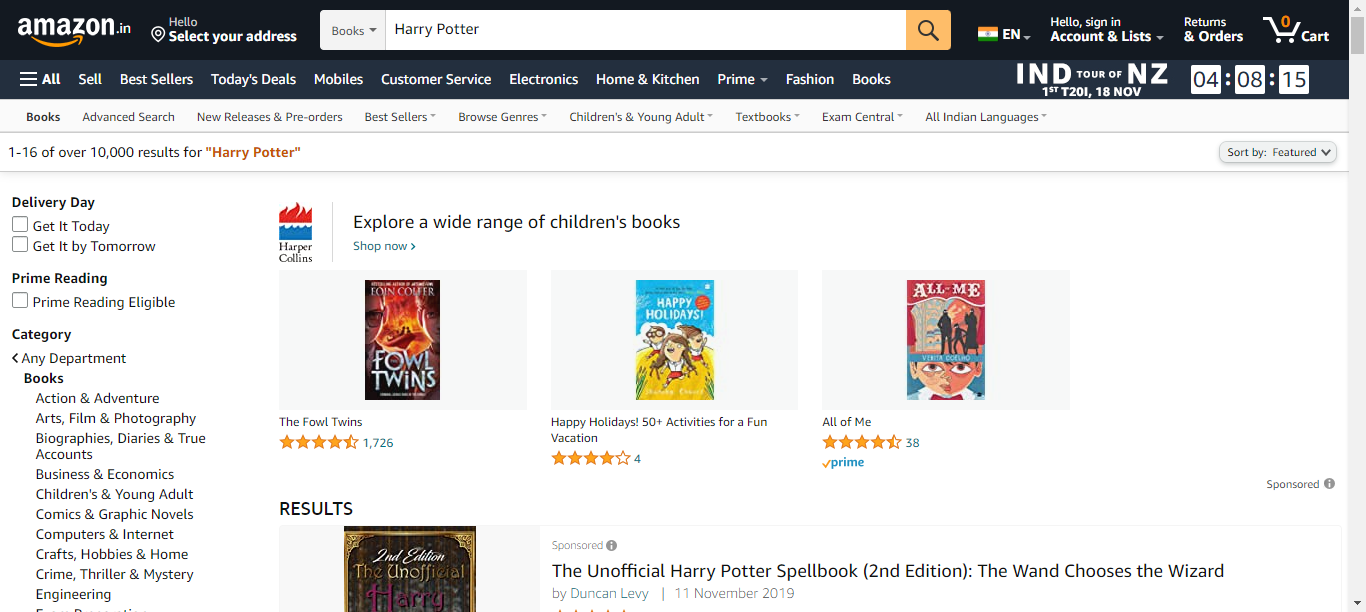 amazon.in
Hello
Select your address
Books
Harry Potter
EN
Hello, sign in
Account & Lists
Returns
& Orders
0
Cart
All Sell Best Sellers Today's Deals Mobiles Customer Service Electronics Home & Kitchen Prime Fashion Books
IND TOUR OF NZ
1ST T20I, 18 NOV
04 : 08 : 15
Books Advanced Search New Releases & Pre-orders Best Sellers Browse Genres Children's & Young Adult Textbooks Exam Central All Indian Languages
1-16 of over 10,000 results for "Harry Potter"
Sort by: Featured
Delivery Day
Get It Today
Get It by Tomorrow
Prime Reading
Prime Reading Eligible
Category
Any Department
Books
Action & Adventure
Arts, Film & Photography
Biographies, Diaries & True
Accounts
Business & Economics
Children's & Young Adult
Comics & Graphic Novels
Computers & Internet
Crafts, Hobbies & Home
Crime, Thriller & Mystery
Engineering
Harper
Collins
Explore a wide range of children's books
Shop now
EOIN COLFER
FOWL
TWINS
The Fowl Twins
1,726
HAPPY
HOLIDAYS!
Happy Holidays! 50+ Activities for a Fun
Vacation
4
ALL OF ME
VENITA COELHO
All of Me
38
prime
Sponsored
RESULTS
2nd Edition
The Unofficial
Harry
Sponsored
The Unofficial Harry Potter Spellbook (2nd Edition): The Wand Chooses the Wizard
by Duncan Levy | 11 November 2019